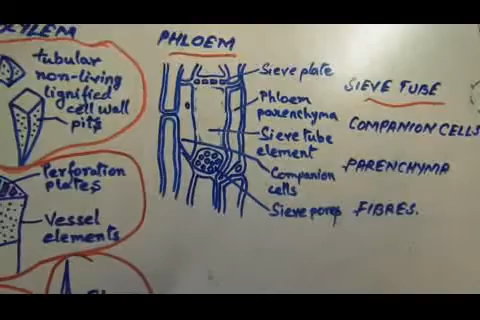 XYLEM
tubular
non-living
lignified
cell wall
pits
Perforation
plates
Vessel
elements
PHLOEM
Sieve plate
Phloem
parenchyma
Sieve tube
element
Companion
cells
Sieve pores
SIEVE TUBE
COMPANION CELLS
PARENCHYMA
FIBRES.